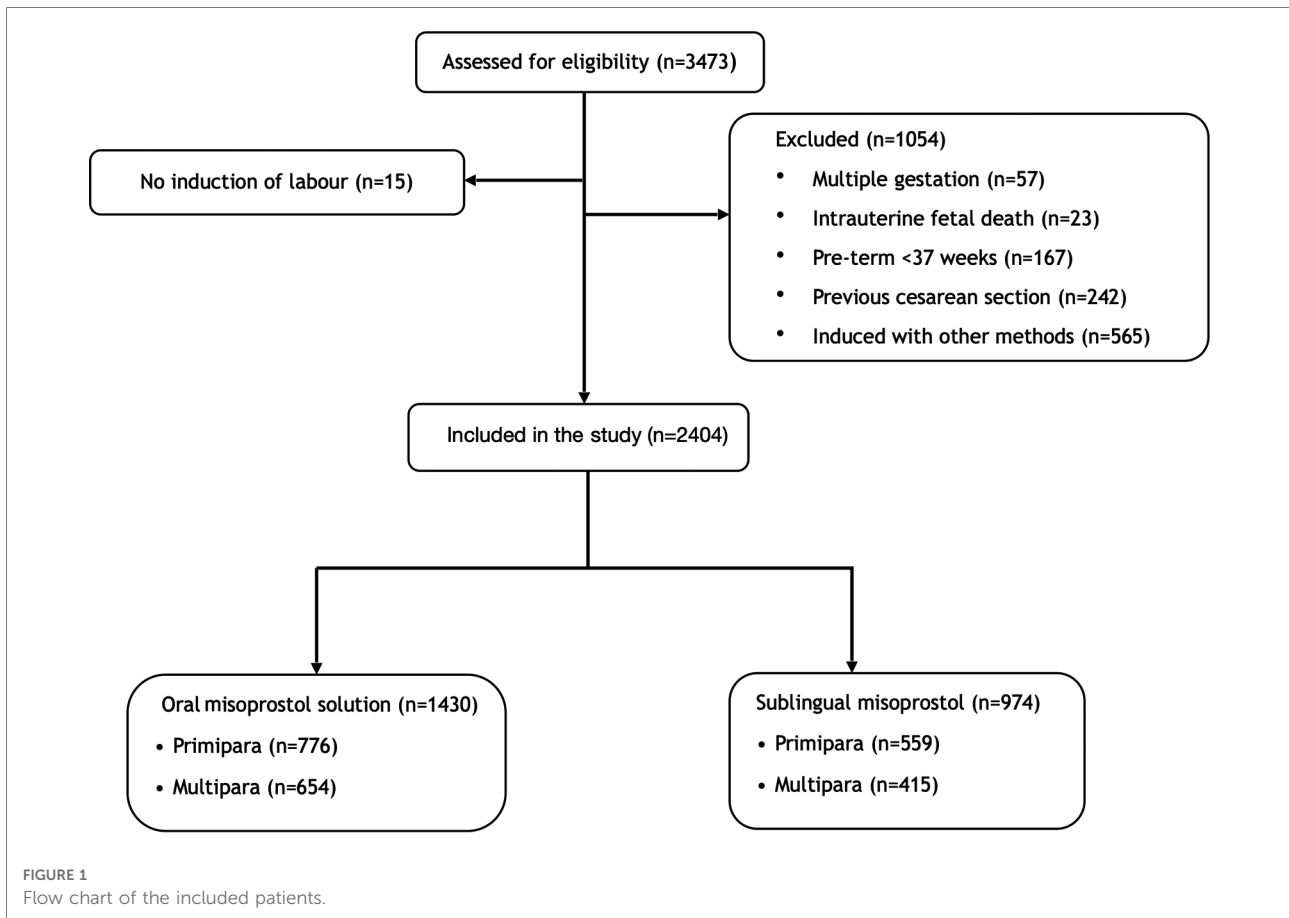 Assessed for eligibility (n=3473)
No induction of labour (n=15)
Excluded (n=1054)
• Multiple gestation (n=57)
• Intrauterine fetal death (n=23)
• Pre-term <37 weeks (n=167)
• Previous cesarean section (n=242)
• Induced with other methods (n=565)
Included in the study (n=2404)
Oral misoprostol solution (n=1430)
• Primipara (n=776)
• Multipara (n=654)
Sublingual misoprostol (n=974)
• Primipara (n=559)
• Multipara (n=415)
FIGURE 1
Flow chart of the included patients.